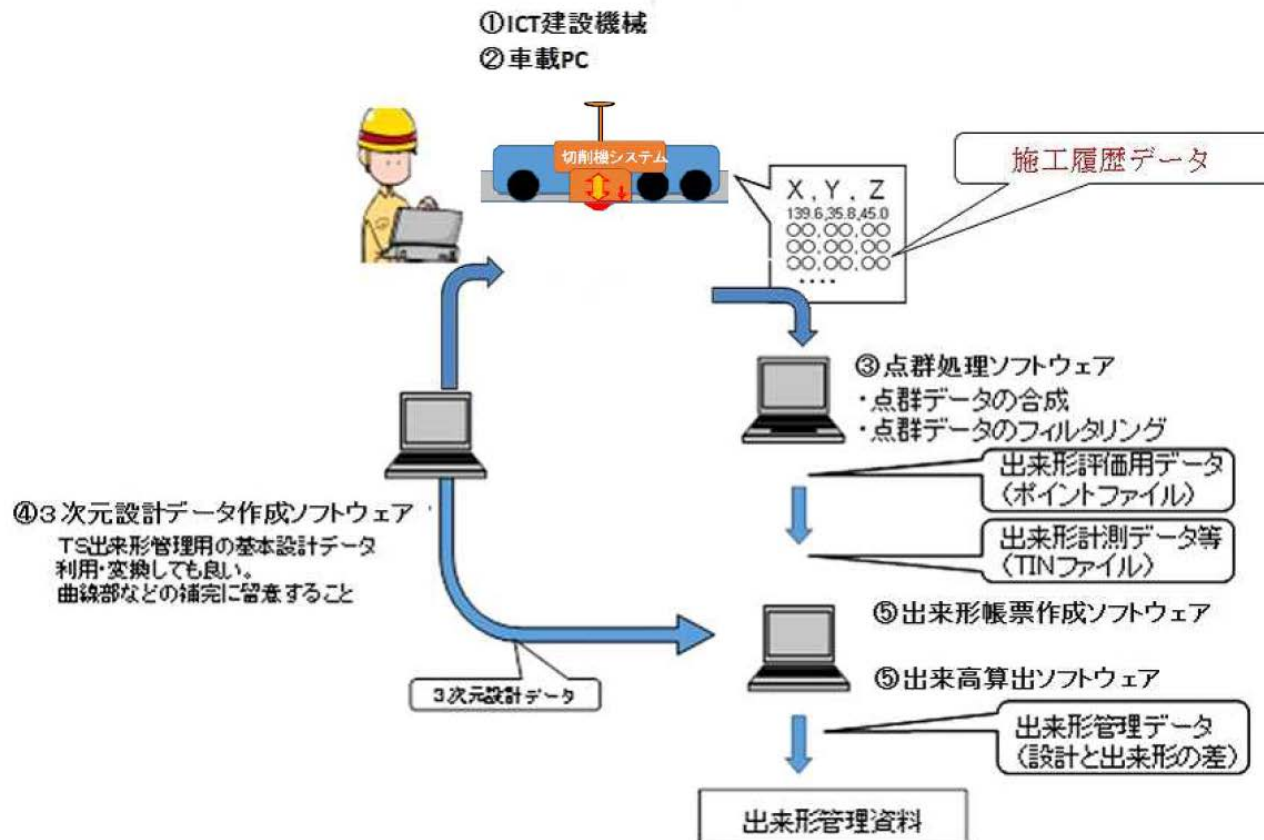 ①ICT建設機械
②車載PC
切削機システム
施工履歴データ
X,Y,Z
139.6,35.8,45.0
○○,○○,○○
○○,○○,○○
○○,○○,○○
・・・・
③点群処理ソフトウェア
・点群データの合成
・点群データのフィルタリング
出来形評価用データ
(ポイントファイル)
④3次元設計データ作成ソフトウェア
TS出来形管理用の基本設計データ
利用・変換しても良い。
曲線部などの補完に留意すること
出来形計測データ等
(TINファイル)
⑤出来形帳票作成ソフトウェア
⑤出来高算出ソフトウェア
3次元設計データ
出来形管理データ
(設計と出来形の差)
出来形管理資料